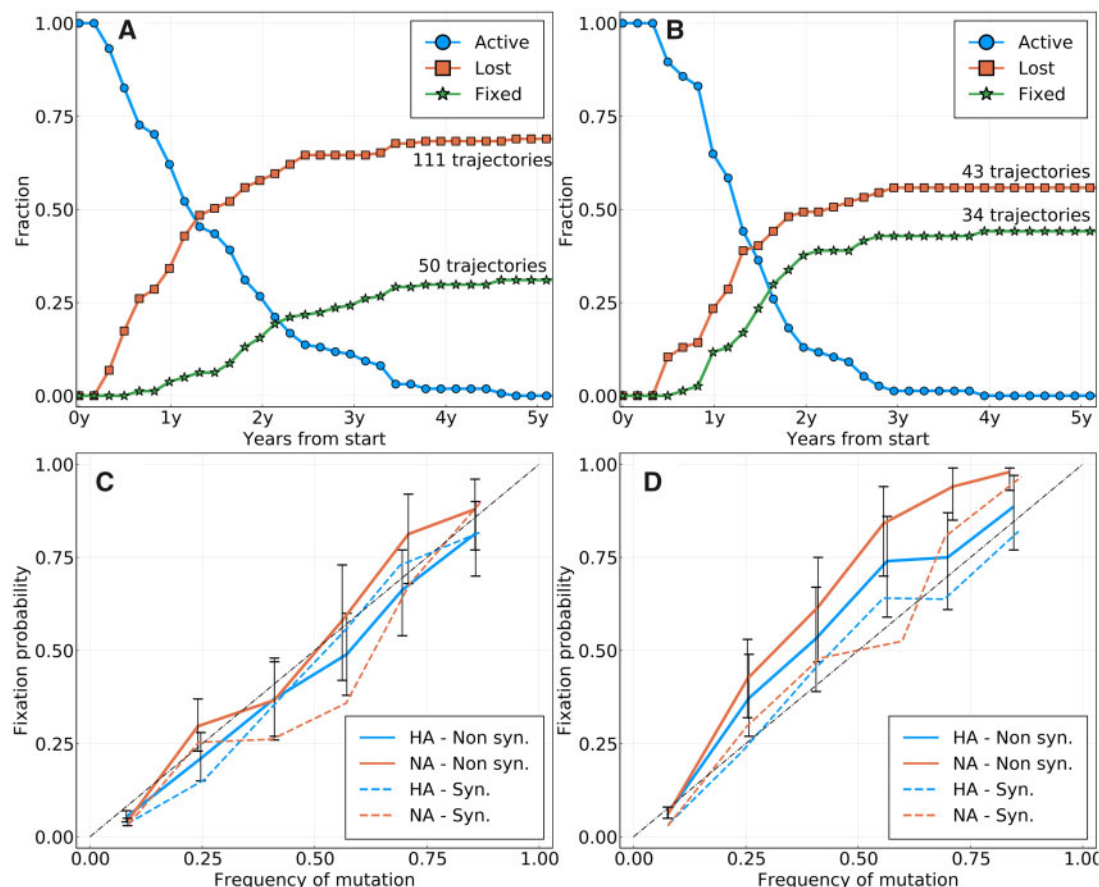 A
Active
Lost
Fixed
1.00
0.75
0.50
0.25
0.00
Fraction
111 trajectories
50 trajectories
0y 1y 2y 3y 4y 5y
Years from start
B
Active
Lost
Fixed
1.00
0.75
0.50
0.25
0.00
Fraction
43 trajectories
34 trajectories
0y 1y 2y 3y 4y 5y
Years from start
C
1.00
0.75
0.50
0.25
0.00
Fixation probability
HA - Non syn.
NA - Non syn.
HA - Syn.
NA - Syn.
0.00 0.25 0.50 0.75 1.00
Frequency of mutation
D
1.00
0.75
0.50
0.25
0.00
Fixation probability
HA - Non syn.
NA - Non syn.
HA - Syn.
NA - Syn.
0.00 0.25 0.50 0.75 1.00
Frequency of mutation